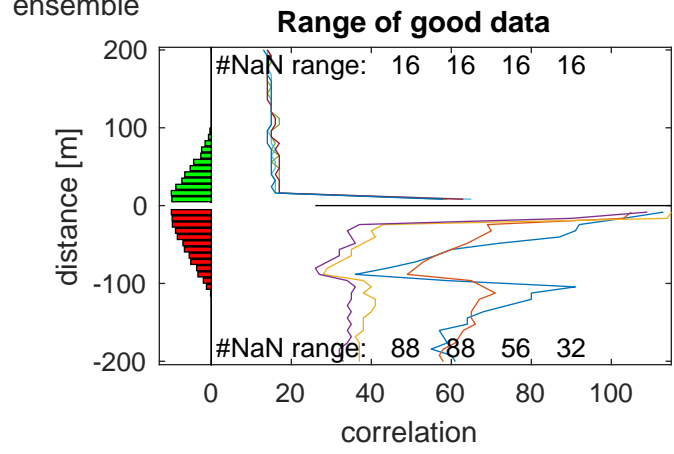 ensemble
Range of good data
200
#NaN range: 16 16 16 16
100
0
-100
#NaN range: 88 88 56 32
-200
distance [m]
0 20 40 60 80 100
correlation